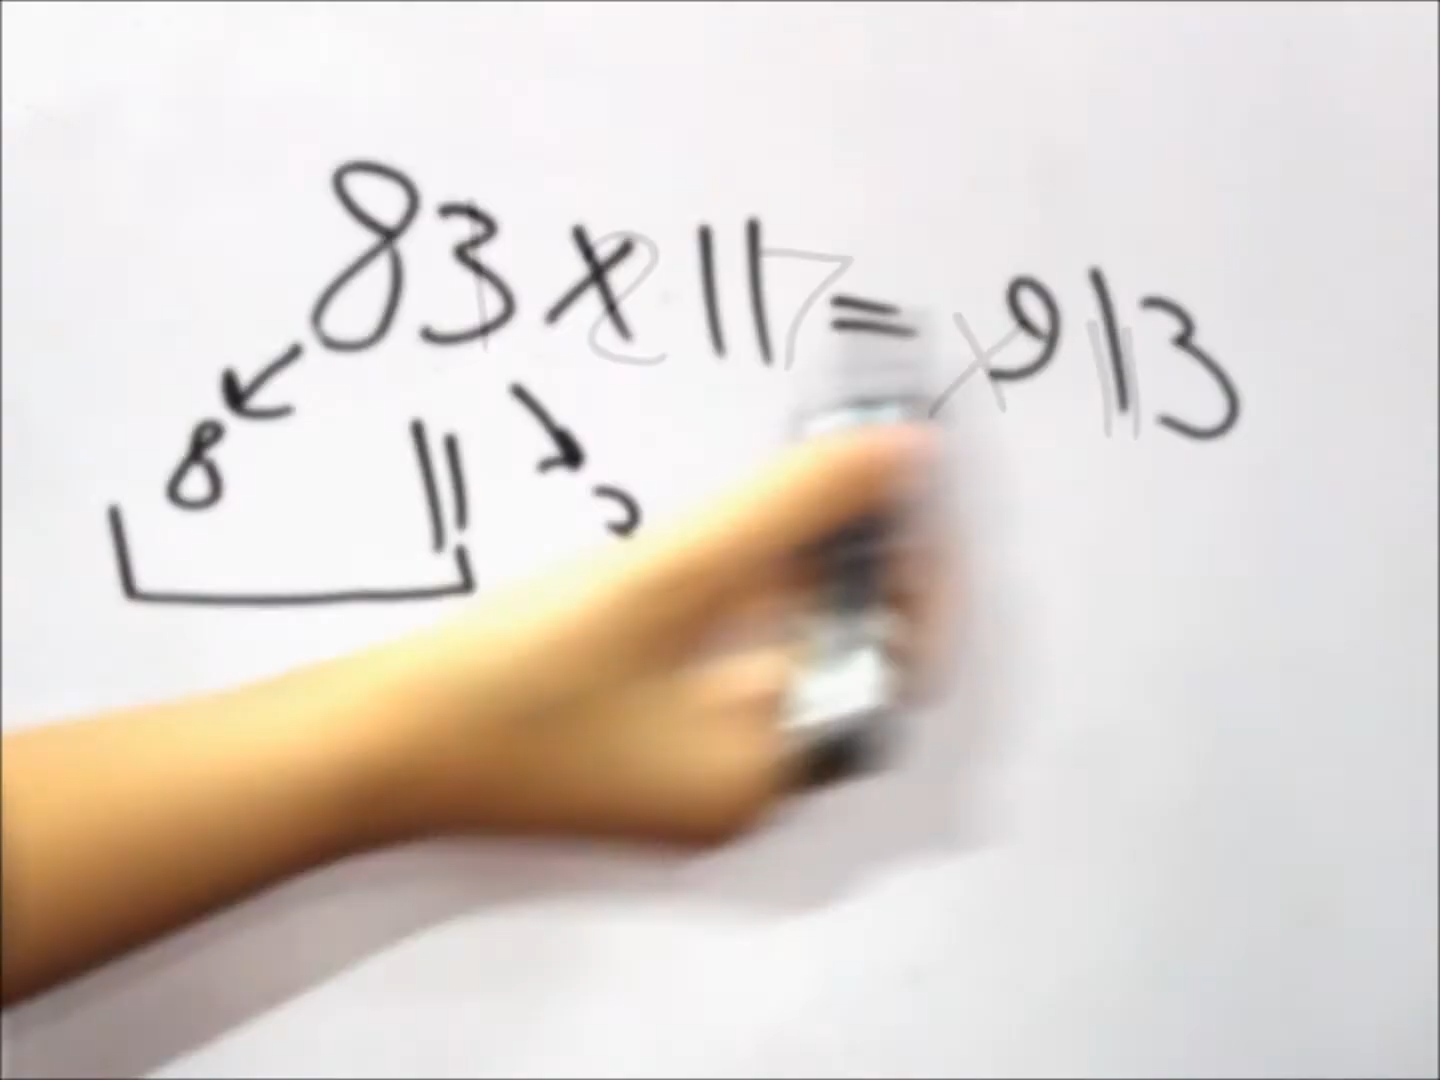 83 x 11 = 913
8 11